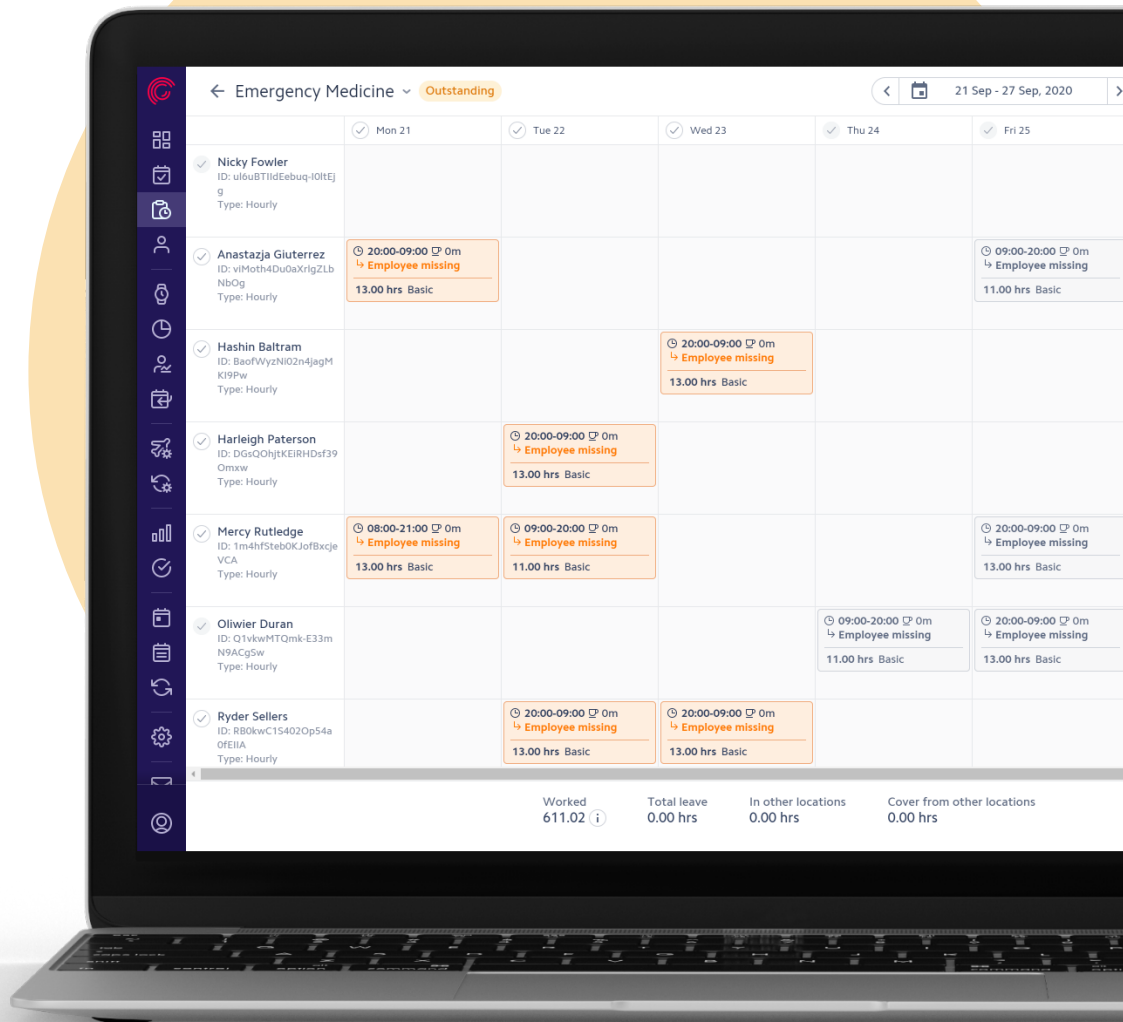 Emergency Medicine Outstanding 21 Sep - 27 Sep, 2020
Mon 21 Tue 22 Wed 23 Thu 24 Fri 25
Nicky Fowler
ID: ul6uBTIIdEebuq-I0ltEj
g
Type: Hourly
Anastazja Giuterrez
ID: viMoth4Du0aXrIgZLb
NbOg
Type: Hourly
20:00-09:00 0m
Employee missing
13.00 hrs Basic
09:00-20:00 0m
Employee missing
11.00 hrs Basic
Hashin Baltram
ID: BaofWyzNI02n4jagM
KI9Pw
Type: Hourly
20:00-09:00 0m
Employee missing
13.00 hrs Basic
Harleigh Paterson
ID: DGsQOhjtKEiRHDsf39
Omxw
Type: Hourly
20:00-09:00 0m
Employee missing
13.00 hrs Basic
Mercy Rutledge
ID: 1m4hfSteb0KJofBxcje
VCA
Type: Hourly
08:00-21:00 0m
Employee missing
13.00 hrs Basic
09:00-20:00 0m
Employee missing
11.00 hrs Basic
20:00-09:00 0m
Employee missing
13.00 hrs Basic
Oliwier Duran
ID: Q1vkwMTQmk-E33m
N9ACgSw
Type: Hourly
09:00-20:00 0m
Employee missing
11.00 hrs Basic
20:00-09:00 0m
Employee missing
13.00 hrs Basic
Ryder Sellers
ID: RB0kwC1S402Op54a
0fEIIA
Type: Hourly
20:00-09:00 0m
Employee missing
13.00 hrs Basic
20:00-09:00 0m
Employee missing
13.00 hrs Basic
Worked Total leave In other locations Cover from other locations
611.02 0.00 hrs 0.00 hrs 0.00 hrs